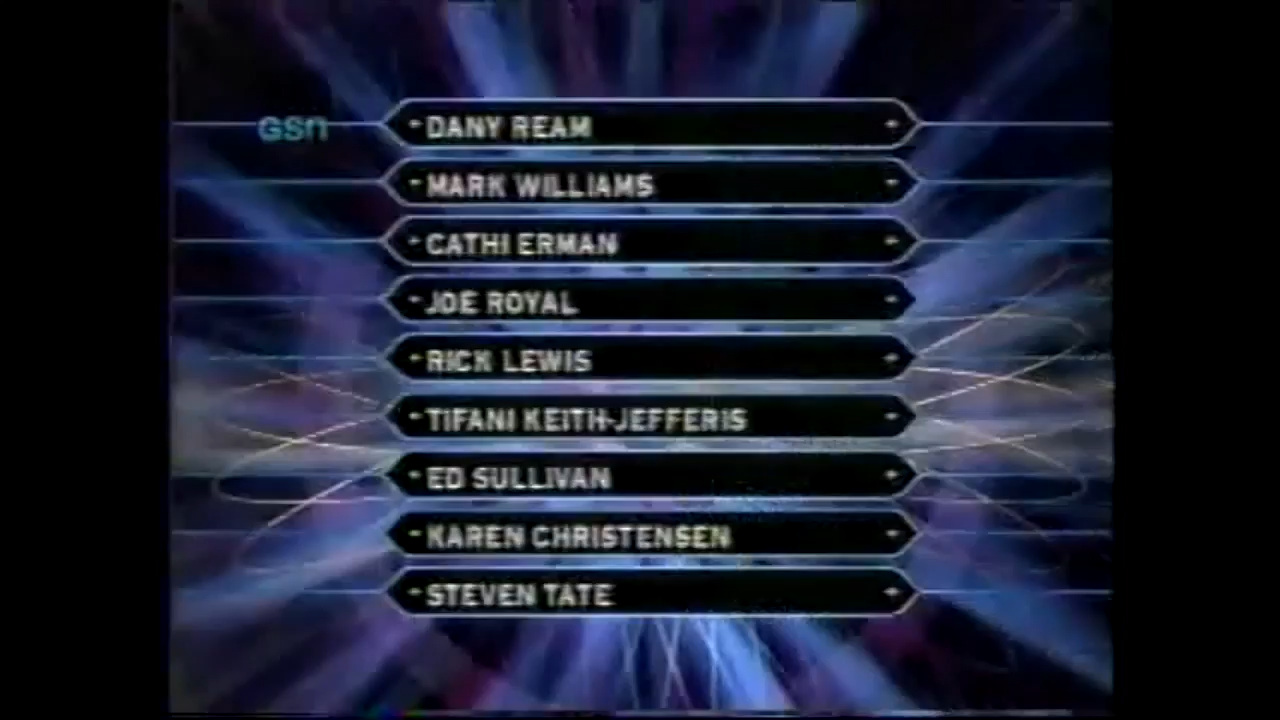 GSN
DANY REAM
MARK WILLIAMS
CATHI ERMAN
JOE ROYAL
RICK LEWIS
TIFANI KEITH-JEFFERIS
ED SULLIVAN
KAREN CHRISTENSEN
STEVEN TATE